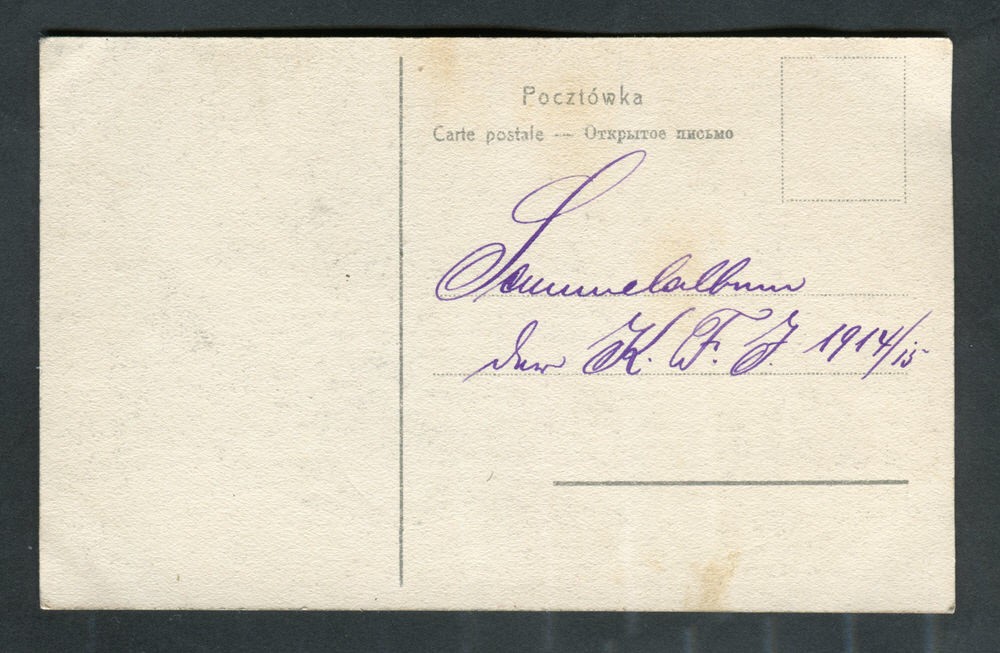 Pocztówka
Carte postale — Открытое письмо
Sammelalbum
der K. F. J. 1914/15